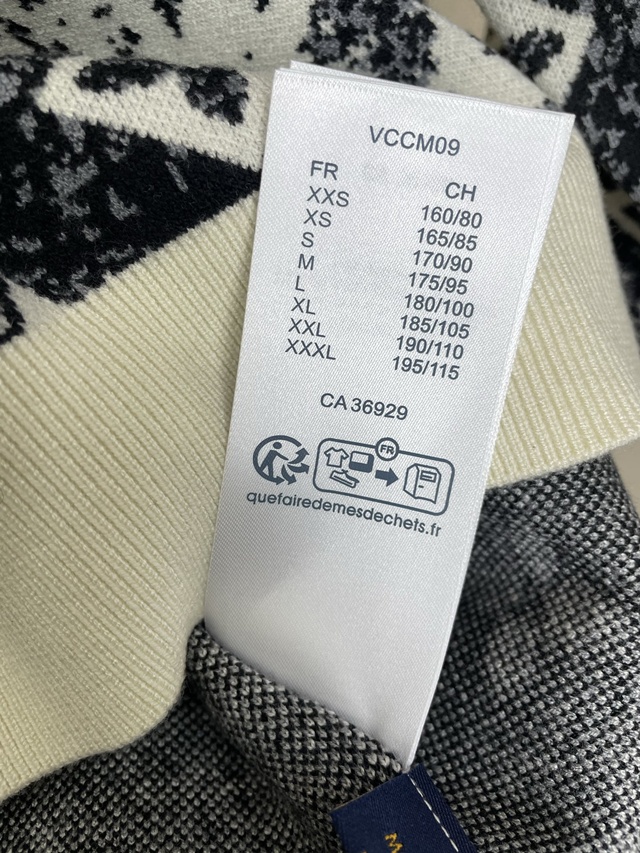 VCCM09
FR CH
XXS 160/80
XS 165/85
S 170/90
M 175/95
L 180/100
XL 185/105
XXL 190/110
XXXL 195/115
CA 36929
FR
quefairedemesdechets.fr
M